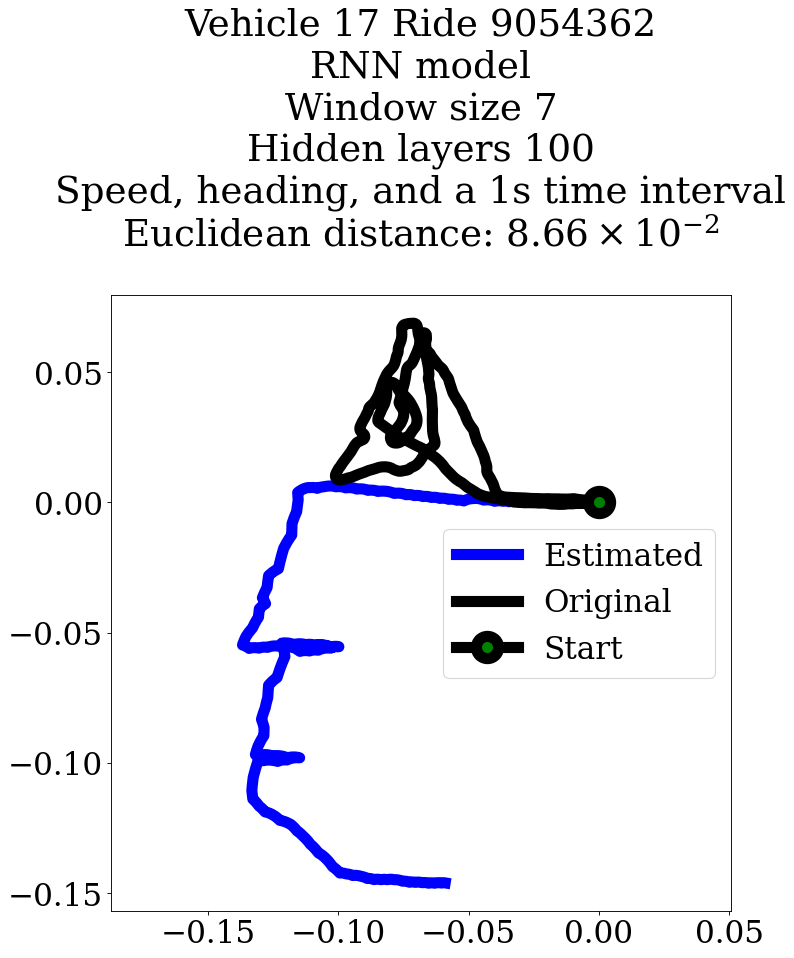 Vehicle 17 Ride 9054362
RNN model
Window size 7
Hidden layers 100
Speed, heading, and a 1s time interval
Euclidean distance: 8.66 × 10⁻²
0.05
0.00
−0.05
−0.10
−0.15
Estimated
Original
Start
−0.15 −0.10 −0.05 0.00 0.05